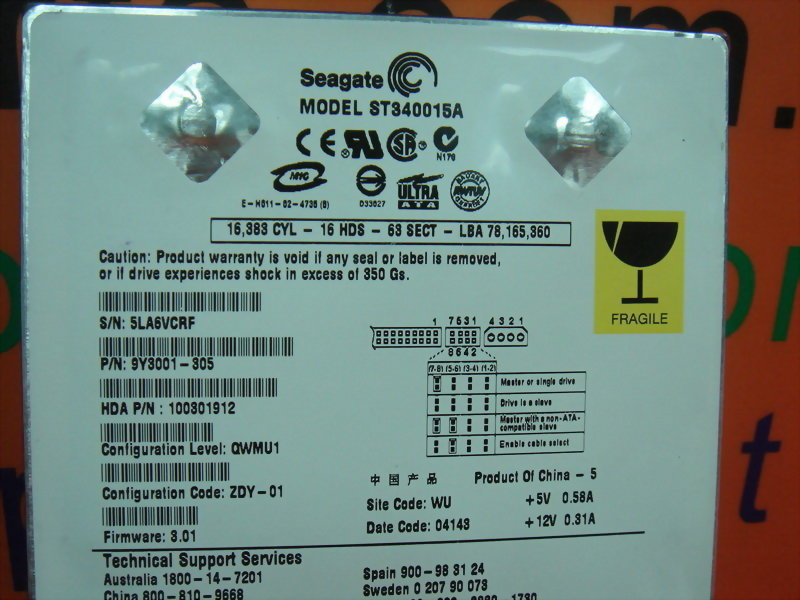 Seagate
MODEL ST340015A
N176
E-H011-02-4735 (B)
D33027
ULTRA
ATA
16,383 CYL - 16 HDS - 63 SECT - LBA 78,165,360
Caution: Product warranty is void if any seal or label is removed,
or if drive experiences shock in excess of 350 Gs.
FRAGILE
S/N: 5LA6VCRF
P/N: 9Y3001-305
HDA P/N : 100301912
Configuration Level: QWMU1
Configuration Code: ZDY-01
Firmware: 3.01
1 7531 4321
8642
(7-8) (5-6) (3-4) (1-2)
Master or single drive
Drive is a slave
Master with a non-ATA-
compatible slave
Enable cable select
中国产品 Product Of China - 5
Site Code: WU +5V 0.58A
Date Code: 04143 +12V 0.31A
Technical Support Services
Australia 1800-14-7201
China 800-810-9668
Spain 900-98 31 24
Sweden 0 207 90 073